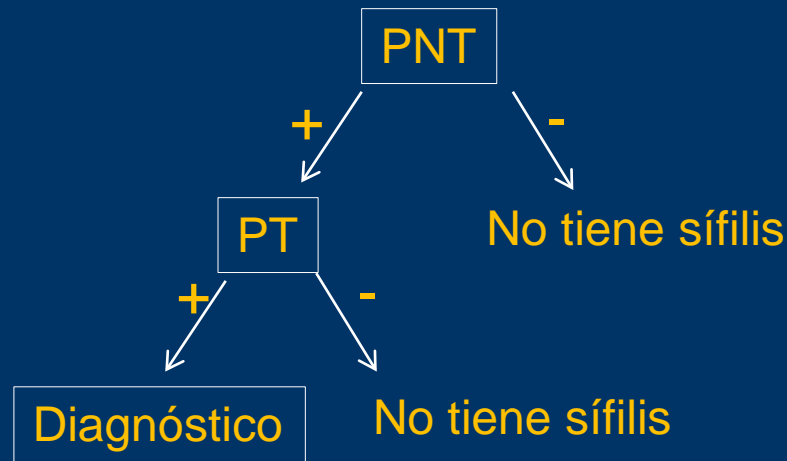 PNT
+
-
PT
No tiene sífilis
+
-
Diagnóstico
No tiene sífilis